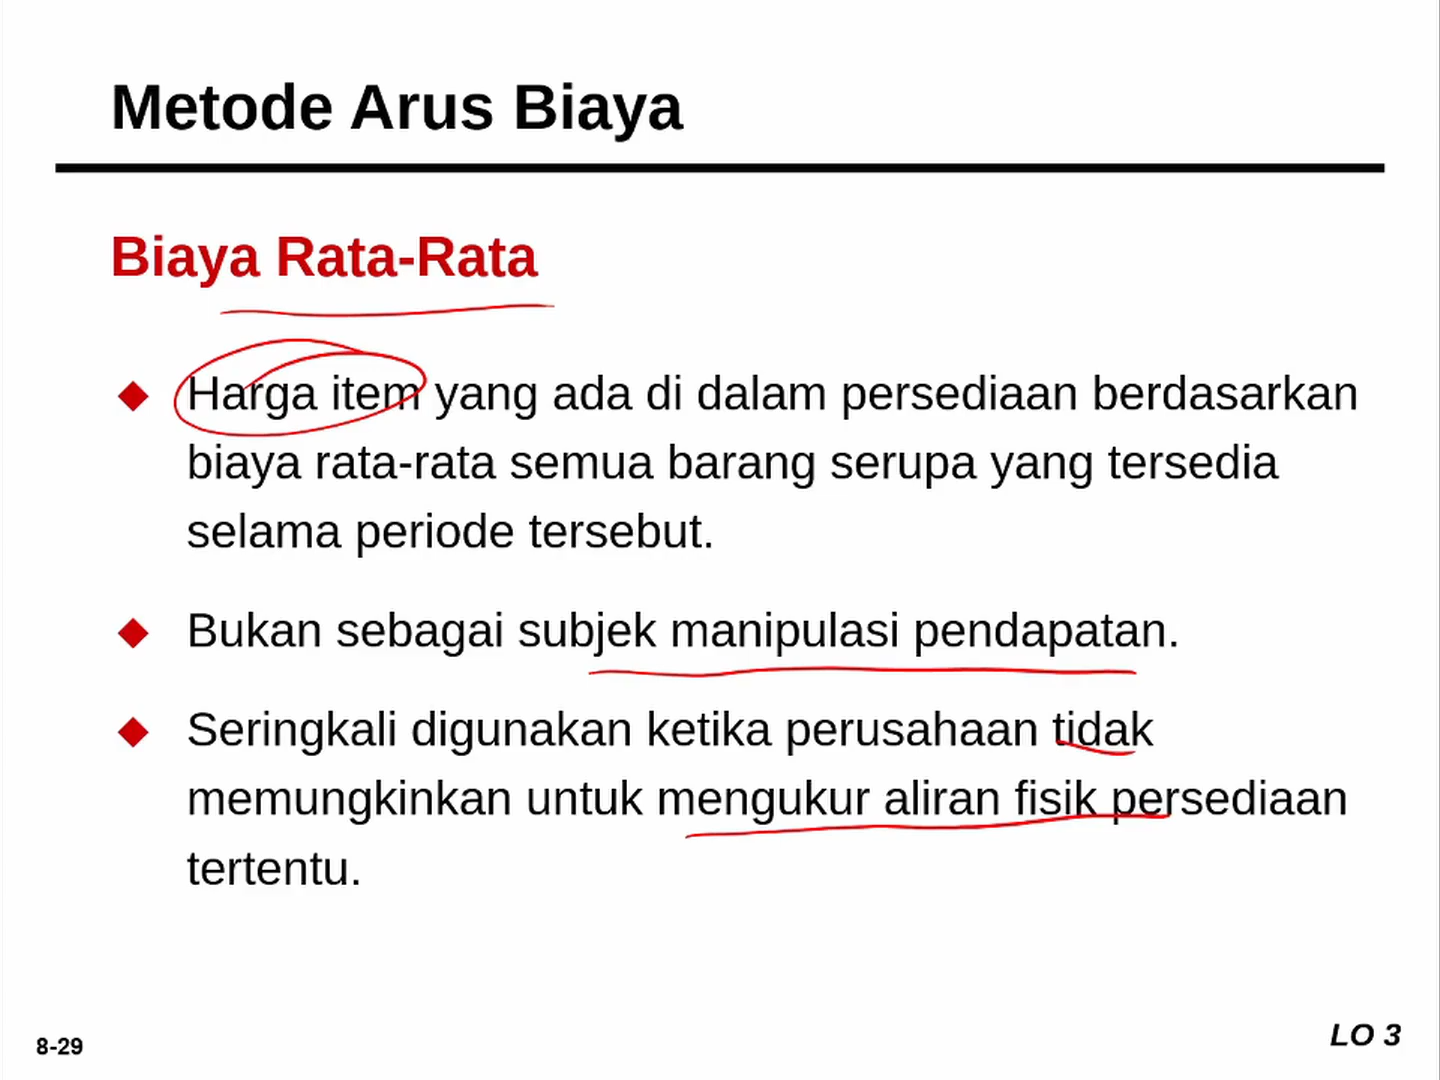 Metode Arus Biaya
Biaya Rata-Rata
Harga item yang ada di dalam persediaan berdasarkan
biaya rata-rata semua barang serupa yang tersedia
selama periode tersebut.
Bukan sebagai subjek manipulasi pendapatan.
Seringkali digunakan ketika perusahaan tidak
memungkinkan untuk mengukur aliran fisik persediaan
tertentu.
8-29
LO 3